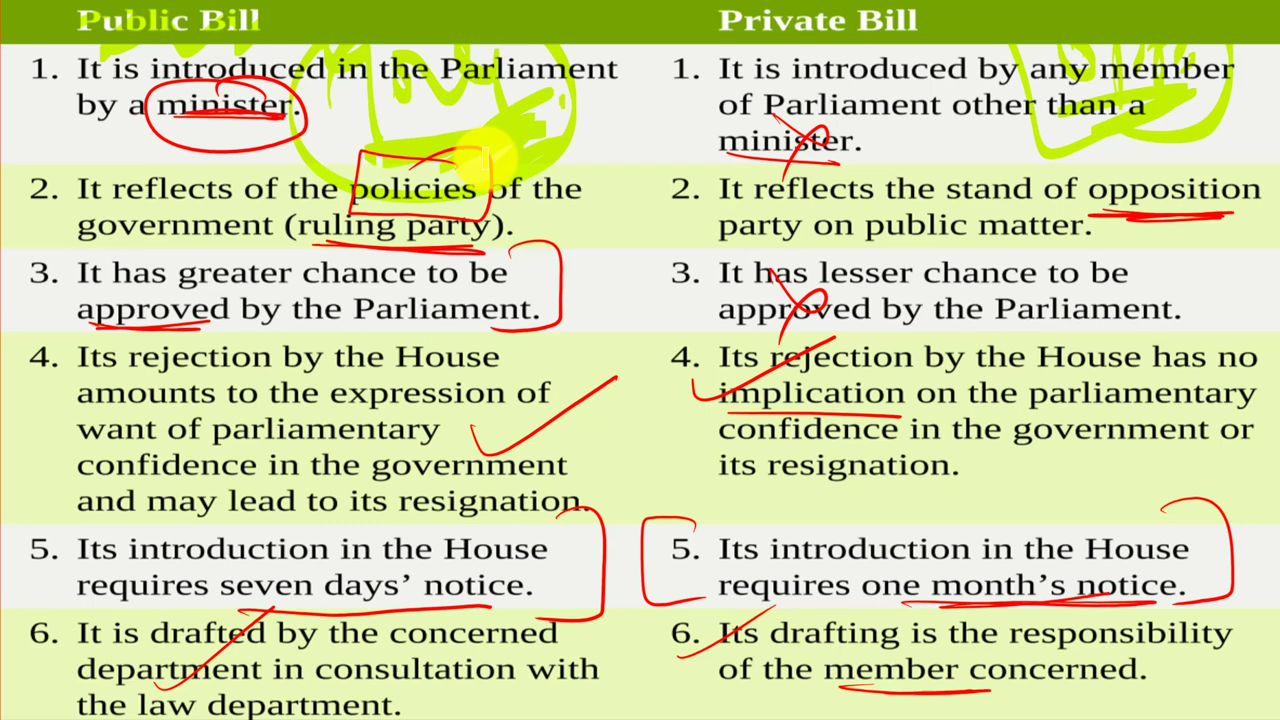 Public Bill
1. It is introduced in the Parliament
by a minister.
2. It reflects of the policies of the
government (ruling party).
3. It has greater chance to be
approved by the Parliament.
4. Its rejection by the House
amounts to the expression of
want of parliamentary
confidence in the government
and may lead to its resignation.
5. Its introduction in the House
requires seven days’ notice.
6. It is drafted by the concerned
department in consultation with
the law department.
Private Bill
1. It is introduced by any member
of Parliament other than a
minister.
2. It reflects the stand of opposition
party on public matter.
3. It has lesser chance to be
approved by the Parliament.
4. Its rejection by the House has no
implication on the parliamentary
confidence in the government or
its resignation.
5. Its introduction in the House
requires one month’s notice.
6. Its drafting is the responsibility
of the member concerned.